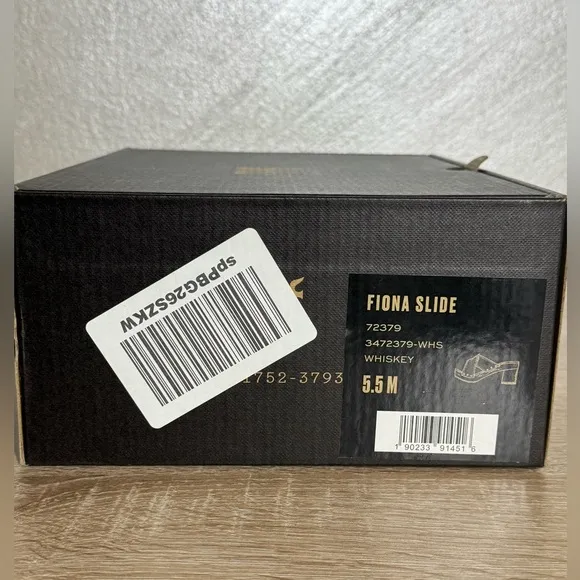 spPBG26SZKW
1752-3793
FIONA SLIDE
72379
3472379-WHS
WHISKEY
5.5 M
1 90233 91451 6